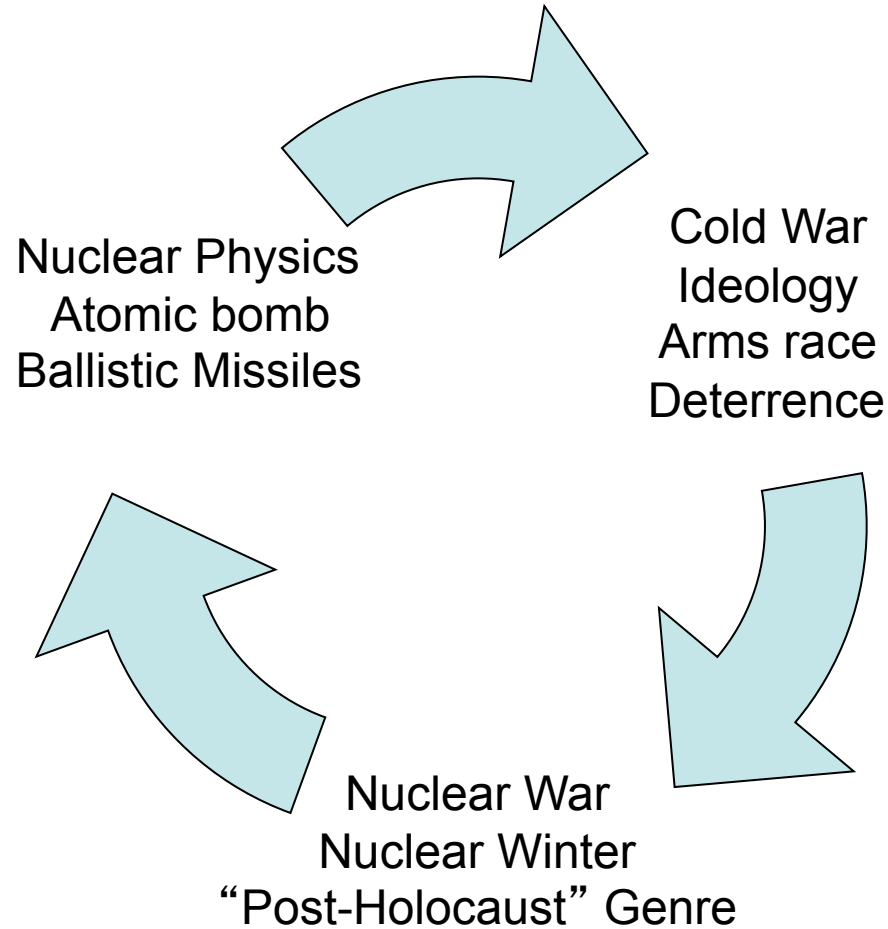 Nuclear Physics
Atomic bomb
Ballistic Missiles
Cold War
Ideology
Arms race
Deterrence
Nuclear War
Nuclear Winter
“Post-Holocaust” Genre